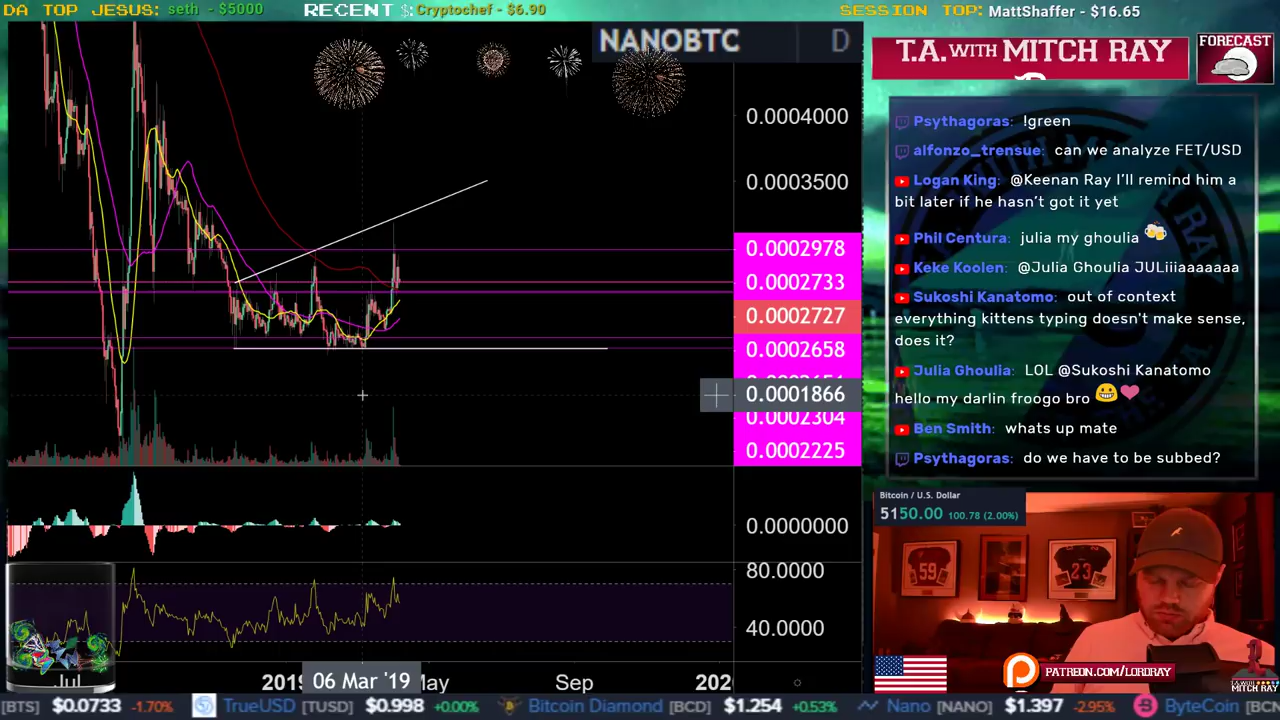 DA TOP JESUS: seth - $5000
RECENT $: Cryptochef - $6.90
SESSION TOP: MattShaffer - $16.65
NANOBTC D
T.A. WITH MITCH RAY
FORECAST
0.0004000
0.0003500
0.0002978
0.0002733
0.0002727
0.0002658
0.0001866
0.0002304
0.0002225
0.0000000
80.0000
40.0000
Psythagoras: !green
alfonzo_trensue: can we analyze FET/USD
Logan King: @Keenan Ray I'll remind him a
bit later if he hasn't got it yet
Phil Centura: julia my ghoulia
Keke Koolen: @Julia Ghoulia JULiiiaaaaaaa
Sukoshi Kanatomo: out of context
everything kittens typing doesn't make sense,
does it?
Julia Ghoulia: LOL @Sukoshi Kanatomo
hello my darlin froogo bro
Ben Smith: whats up mate
Psythagoras: do we have to be subbed?
Bitcoin / U.S. Dollar
5150.00 100.78 (2.00%)
59
23
PATREON.COM/LORDRAY
T.A. WITH
MITCH RAY
Jul
2019
06 Mar '19
May
Sep
202
[BTS] $0.0733 -1.70% TrueUSD [TUSD] $0.998 +0.00% Bitcoin Diamond [BCD] $1.254 +0.53% Nano [NANO] $1.397 -2.95% ByteCoin [BCN